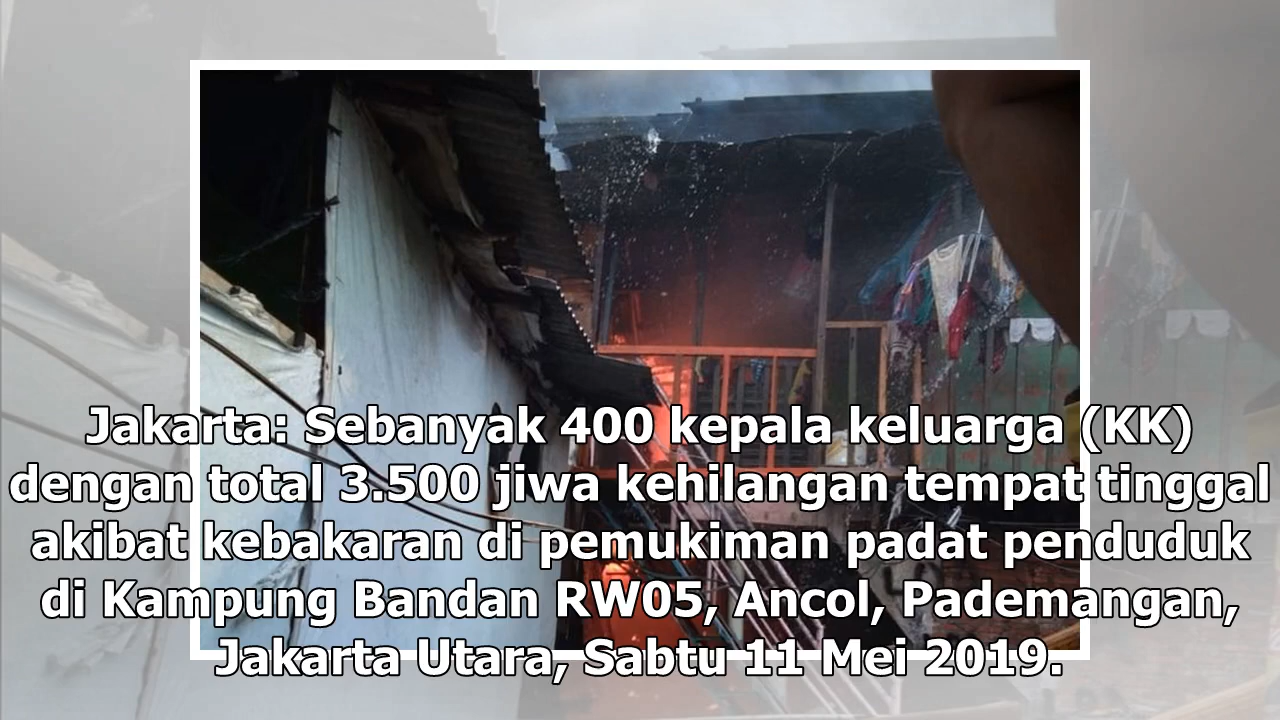 Jakarta: Sebanyak 400 kepala keluarga (KK)
dengan total 3.500 jiwa kehilangan tempat tinggal
akibat kebakaran di pemukiman padat penduduk
di Kampung Bandan RW05, Ancol, Pademangan,
Jakarta Utara, Sabtu 11 Mei 2019.